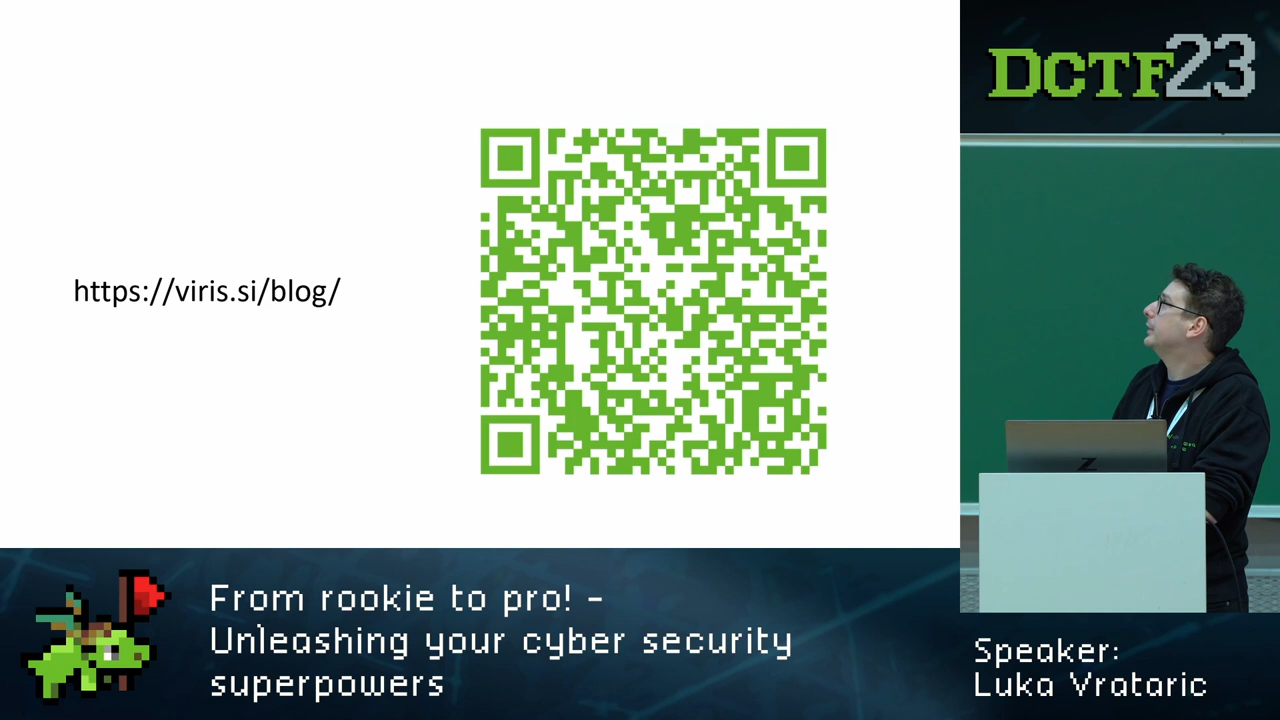 https://viris.si/blog/
DCTF23
From rookie to pro! -
Unleashing your cyber security
superpowers
Speaker:
Luka Vrataric